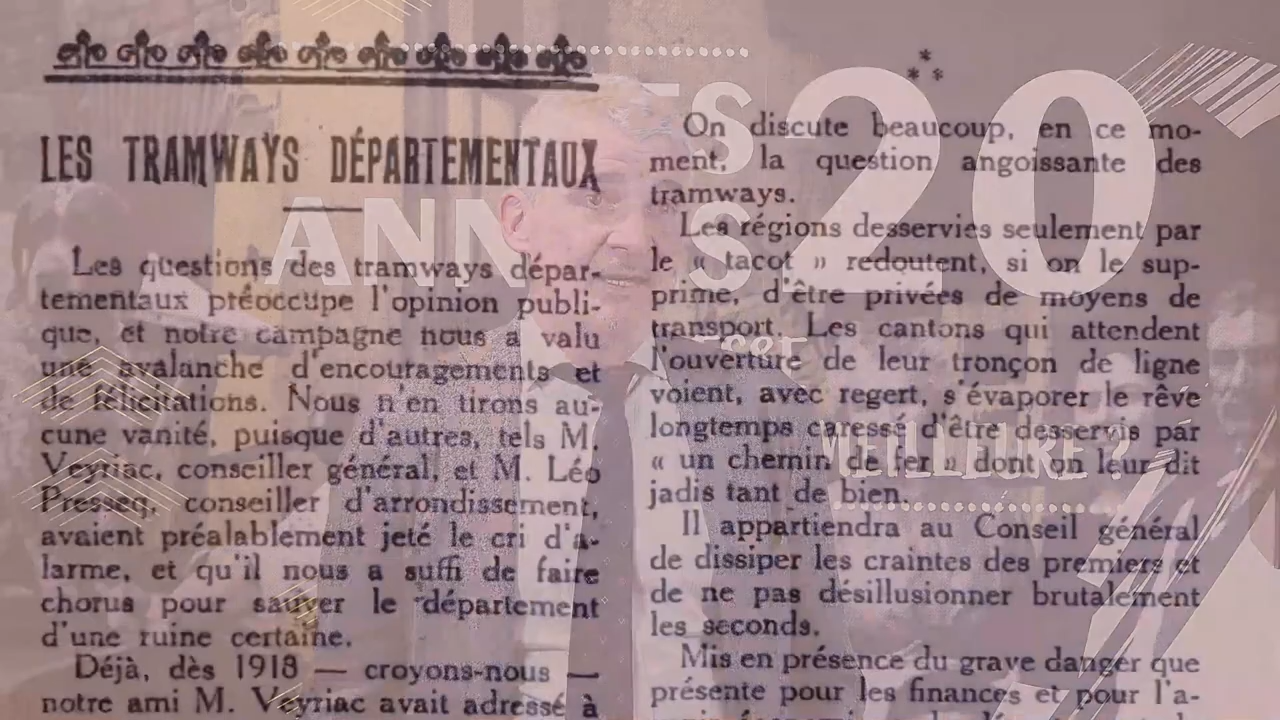 LES TRAMWAYS DÉPARTEMENTAUX
Les questions des tramways dépar-
tementaux préoccupe l'opinion publi-
que, et notre campagne nous a valu
une avalanche d'encouragements et
de félicitations. Nous n'en tirons au-
cune vanité, puisque d'autres, tels M.
Veyriac, conseiller général, et M. Léo
Presseq, conseiller d'arrondissement,
avaient préalablement jeté le cri d'a-
larme, et qu'il nous a suffi de faire
chorus pour sauver le département
d'une ruine certaine.
Déjà, dès 1918 — croyons-nous —
notre ami M. Veyriac avait adressé à
* * *
On discute beaucoup, en ce mo-
ment, la question angoissante des
tramways.
Les régions desservies seulement par
le « tacot » redoutent, si on le sup-
prime, d'être privées de moyens de
transport. Les cantons qui attendent
l'ouverture de leur tronçon de ligne
voient, avec regert, s'évaporer le rêve
longtemps caressé d'être desservis par
« un chemin de fer » dont on leur dit
jadis tant de bien.
Il appartiendra au Conseil général
de dissiper les craintes des premiers et
de ne pas désillusionner brutalement
les seconds.
Mis en présence du grave danger que
présente pour les finances et pour l'a-
ES
ANNÉES
20
MEILLEURE ?